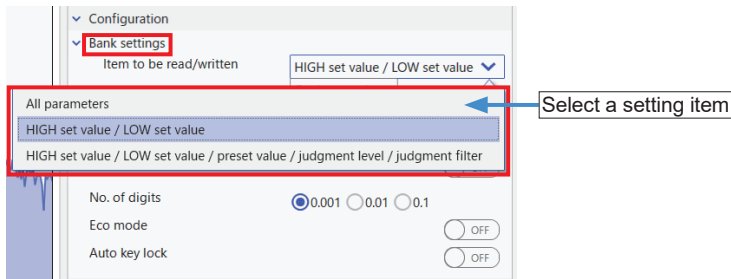 Configuration
Bank settings
Item to be read/written
HIGH set value / LOW set value
All parameters
Select a setting item
HIGH set value / LOW set value
HIGH set value / LOW set value / preset value / judgment level / judgment filter
No. of digits
0.001 0.01 0.1
Eco mode
OFF
Auto key lock
OFF